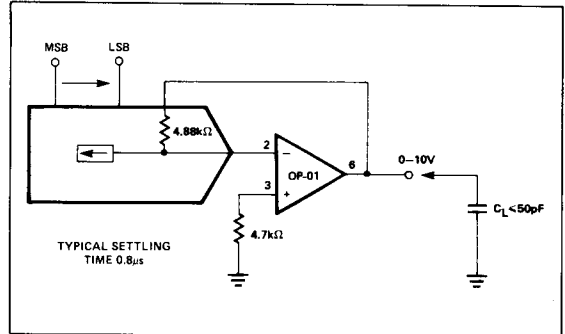 MSB
LSB
4.88kΩ
2
−
OP-01
6
0–10V
3
+
4.7kΩ
C_L≤50pF
TYPICAL SETTLING
TIME 0.8μs